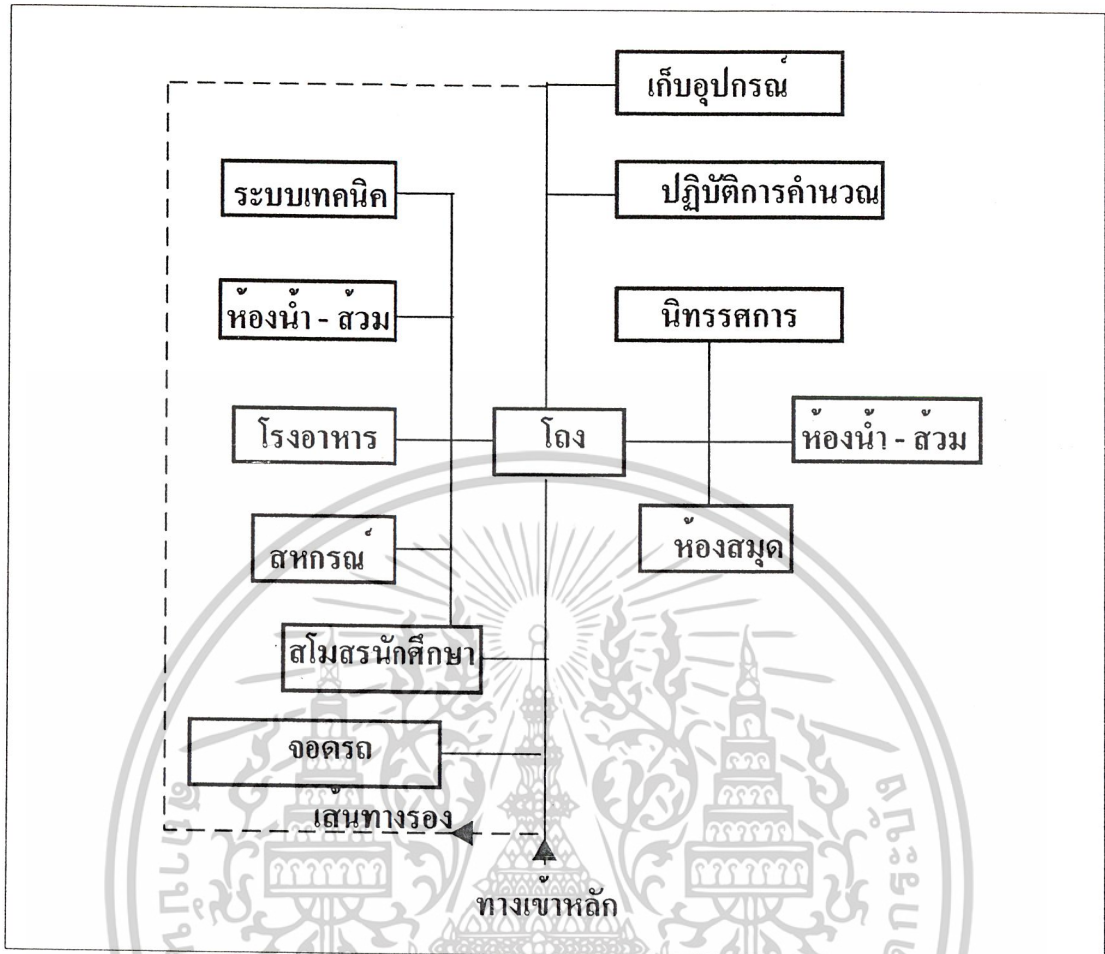 เก็บอุปกรณ์
ระบบเทคนิค
ปฏิบัติการคำนวณ
ห้องน้ำ - ส้วม
นิทรรศการ
โรงอาหาร
โถง
ห้องน้ำ - ส้วม
สหกรณ์
ห้องสมุด
สโมสรนักศึกษา
จอดรถ
เส้นทางรอง
ทางเข้าหลัก